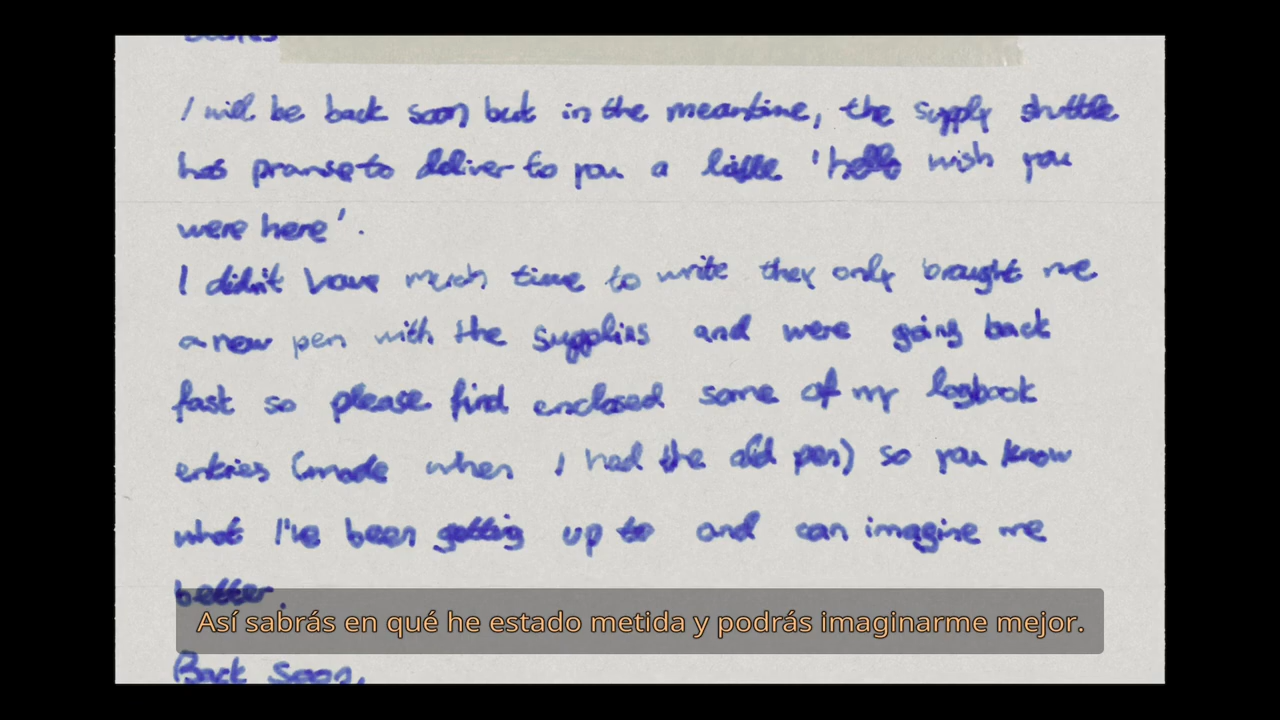 I will be back soon but in the meantime, the supply shuttle
has promise to deliver to you a little 'hello wish you
were here'.
I didn't have much time to write they only brought me
a new pen with the supplies and were going back
fast so please find enclosed some of my logbook
entries (made when I had the old pen) so you know
what I've been getting up to and can imagine me
better.
Así sabrás en qué he estado metida y podrás imaginarme mejor.
Back Soon,